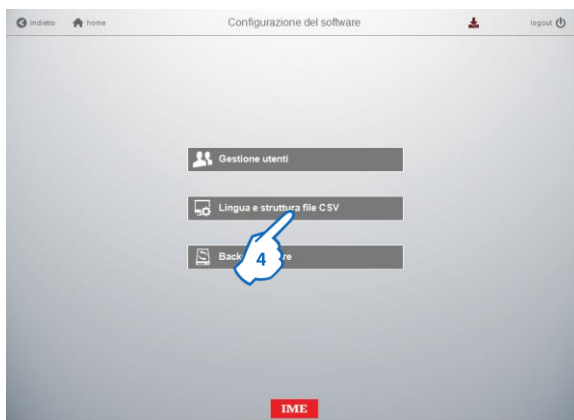 indietro home Configurazione del software logout
Gestione utenti
Lingua e struttura file CSV
4
IME